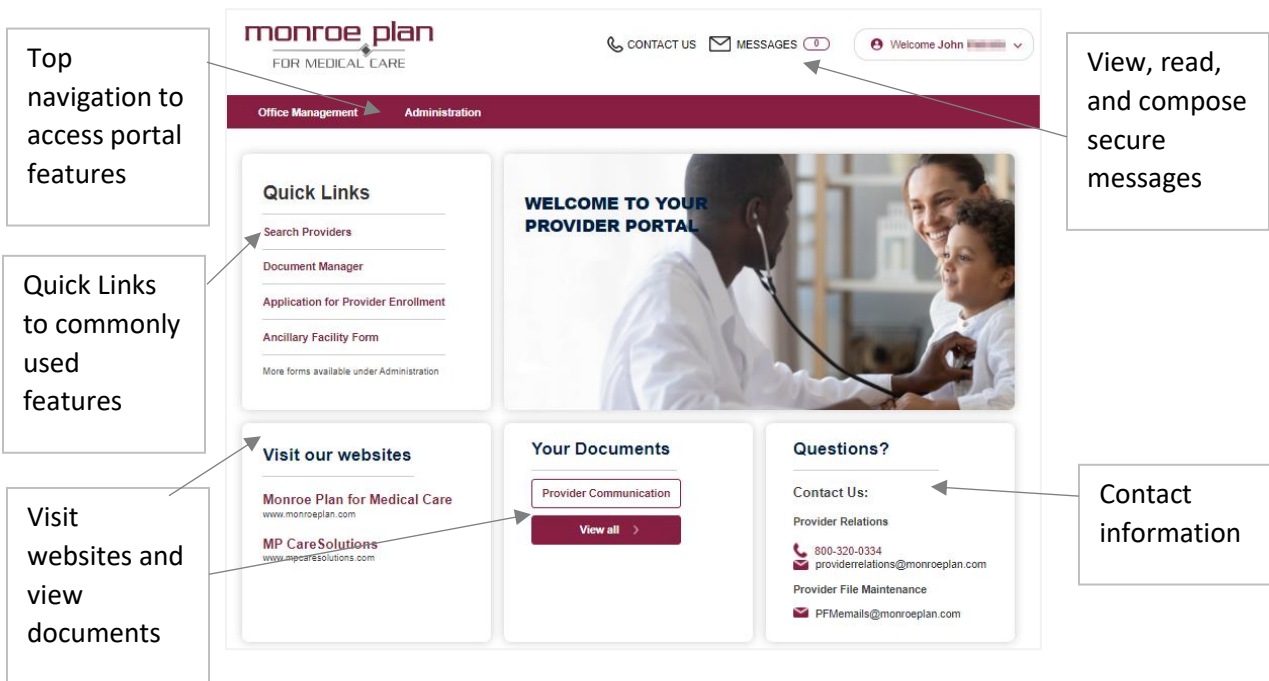 monroe plan
FOR MEDICAL CARE
CONTACT US
MESSAGES 0
Welcome John
Top
navigation to
access portal
features
View, read,
and compose
secure
messages
Office Management
Administration
Quick Links
Search Providers
Document Manager
Application for Provider Enrollment
Ancillary Facility Form
More forms available under Administration
WELCOME TO YOUR
PROVIDER PORTAL
Quick Links
to commonly
used
features
Visit our websites
Monroe Plan for Medical Care
www.monroeplan.com
MP CareSolutions
www.mpcaresolutions.com
Your Documents
Provider Communication
View all
Questions?
Contact Us:
Provider Relations
800-320-0334
providerrelations@monroeplan.com
Provider File Maintenance
PFMemails@monroeplan.com
Visit
websites and
view
documents
Contact
information